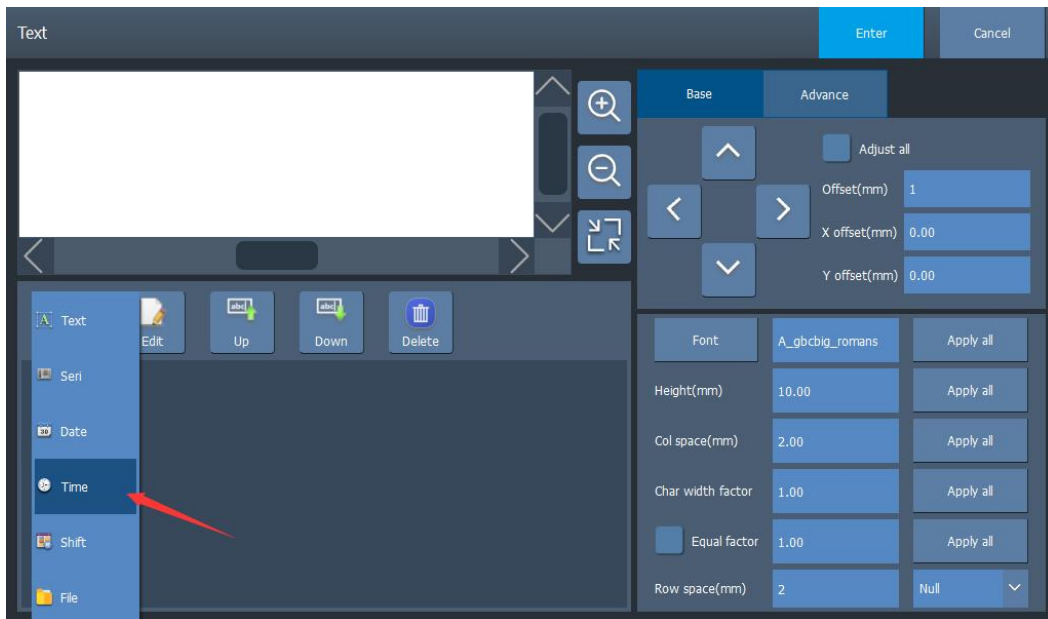 Text Enter Cancel
Base Advance
Adjust all
Offset(mm) 1
X offset(mm) 0.00
Y offset(mm) 0.00
Text
Seri
Date
Time
Shift
File
Edit Up Down Delete
Font A_gbcbig_romans Apply all
Height(mm) 10.00 Apply all
Col space(mm) 2.00 Apply all
Char width factor 1.00 Apply all
Equal factor 1.00 Apply all
Row space(mm) 2 Null